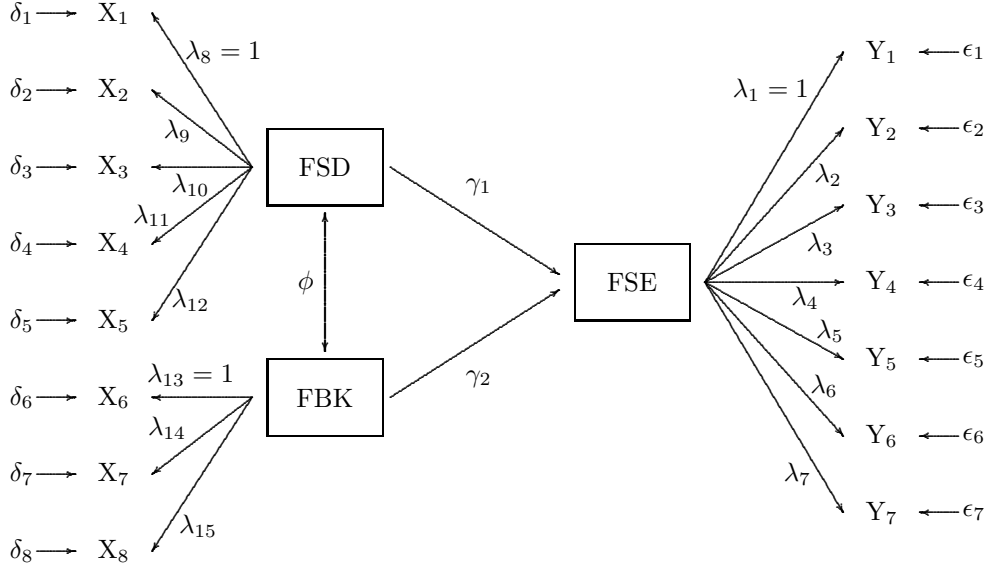 δ₁ X₁
λ₈ = 1
Y₁ ϵ₁
δ₂ X₂
λ₁ = 1
λ₉
Y₂ ϵ₂
δ₃ X₃
λ₁₀
FSD
γ₁
λ₂
λ₁₁
Y₃ ϵ₃
δ₄ X₄
λ₃
λ₁₂
ϕ
FSE
λ₄
Y₄ ϵ₄
δ₅ X₅
λ₅
Y₅ ϵ₅
λ₁₃ = 1
γ₂
δ₆ X₆
FBK
λ₆
λ₁₄
Y₆ ϵ₆
δ₇ X₇
λ₇
λ₁₅
Y₇ ϵ₇
δ₈ X₈